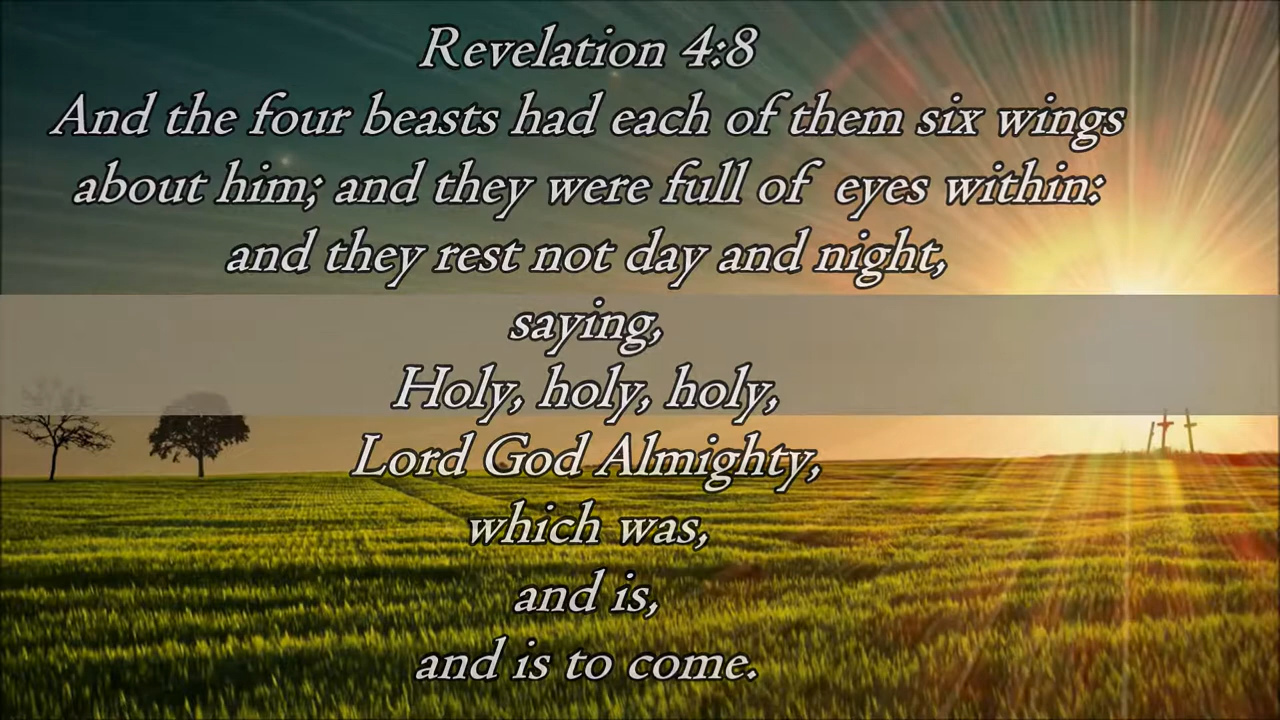 Revelation 4:8
And the four beasts had each of them six wings
about him; and they were full of eyes within:
and they rest not day and night,
saying,
Holy, holy, holy,
Lord God Almighty,
which was,
and is,
and is to come.